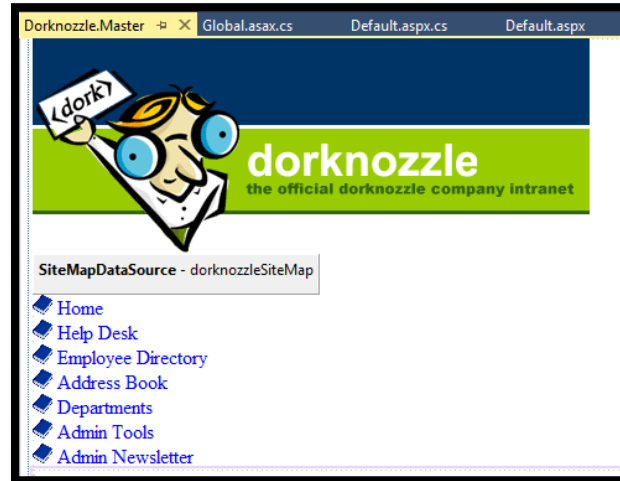 Dorknozzle.Master Global.asax.cs Default.aspx.cs Default.aspx
<dork>
dorknozzle
the official dorknozzle company intranet
SiteMapDataSource - dorknozzleSiteMap
Home
Help Desk
Employee Directory
Address Book
Departments
Admin Tools
Admin Newsletter